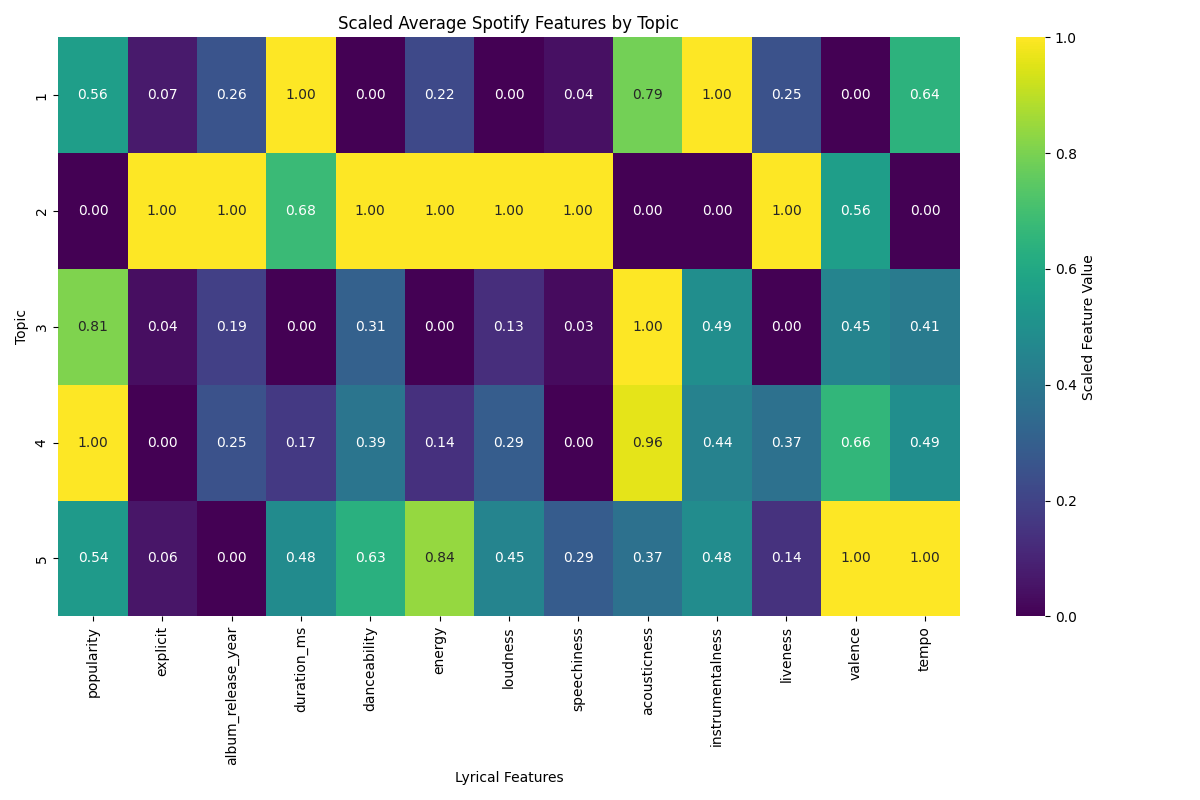 Scaled Average Spotify Features by Topic
1 0.56 0.07 0.26 1.00 0.00 0.22 0.00 0.04 0.79 1.00 0.25 0.00 0.64
2 0.00 1.00 1.00 0.68 1.00 1.00 1.00 1.00 0.00 0.00 1.00 0.56 0.00
3 0.81 0.04 0.19 0.00 0.31 0.00 0.13 0.03 1.00 0.49 0.00 0.45 0.41
4 1.00 0.00 0.25 0.17 0.39 0.14 0.29 0.00 0.96 0.44 0.37 0.66 0.49
5 0.54 0.06 0.00 0.48 0.63 0.84 0.45 0.29 0.37 0.48 0.14 1.00 1.00
Topic
popularity
explicit
album_release_year
duration_ms
danceability
energy
loudness
speechiness
acousticness
instrumentalness
liveness
valence
tempo
Lyrical Features
1.0
0.8
0.6
0.4
0.2
0.0
Scaled Feature Value